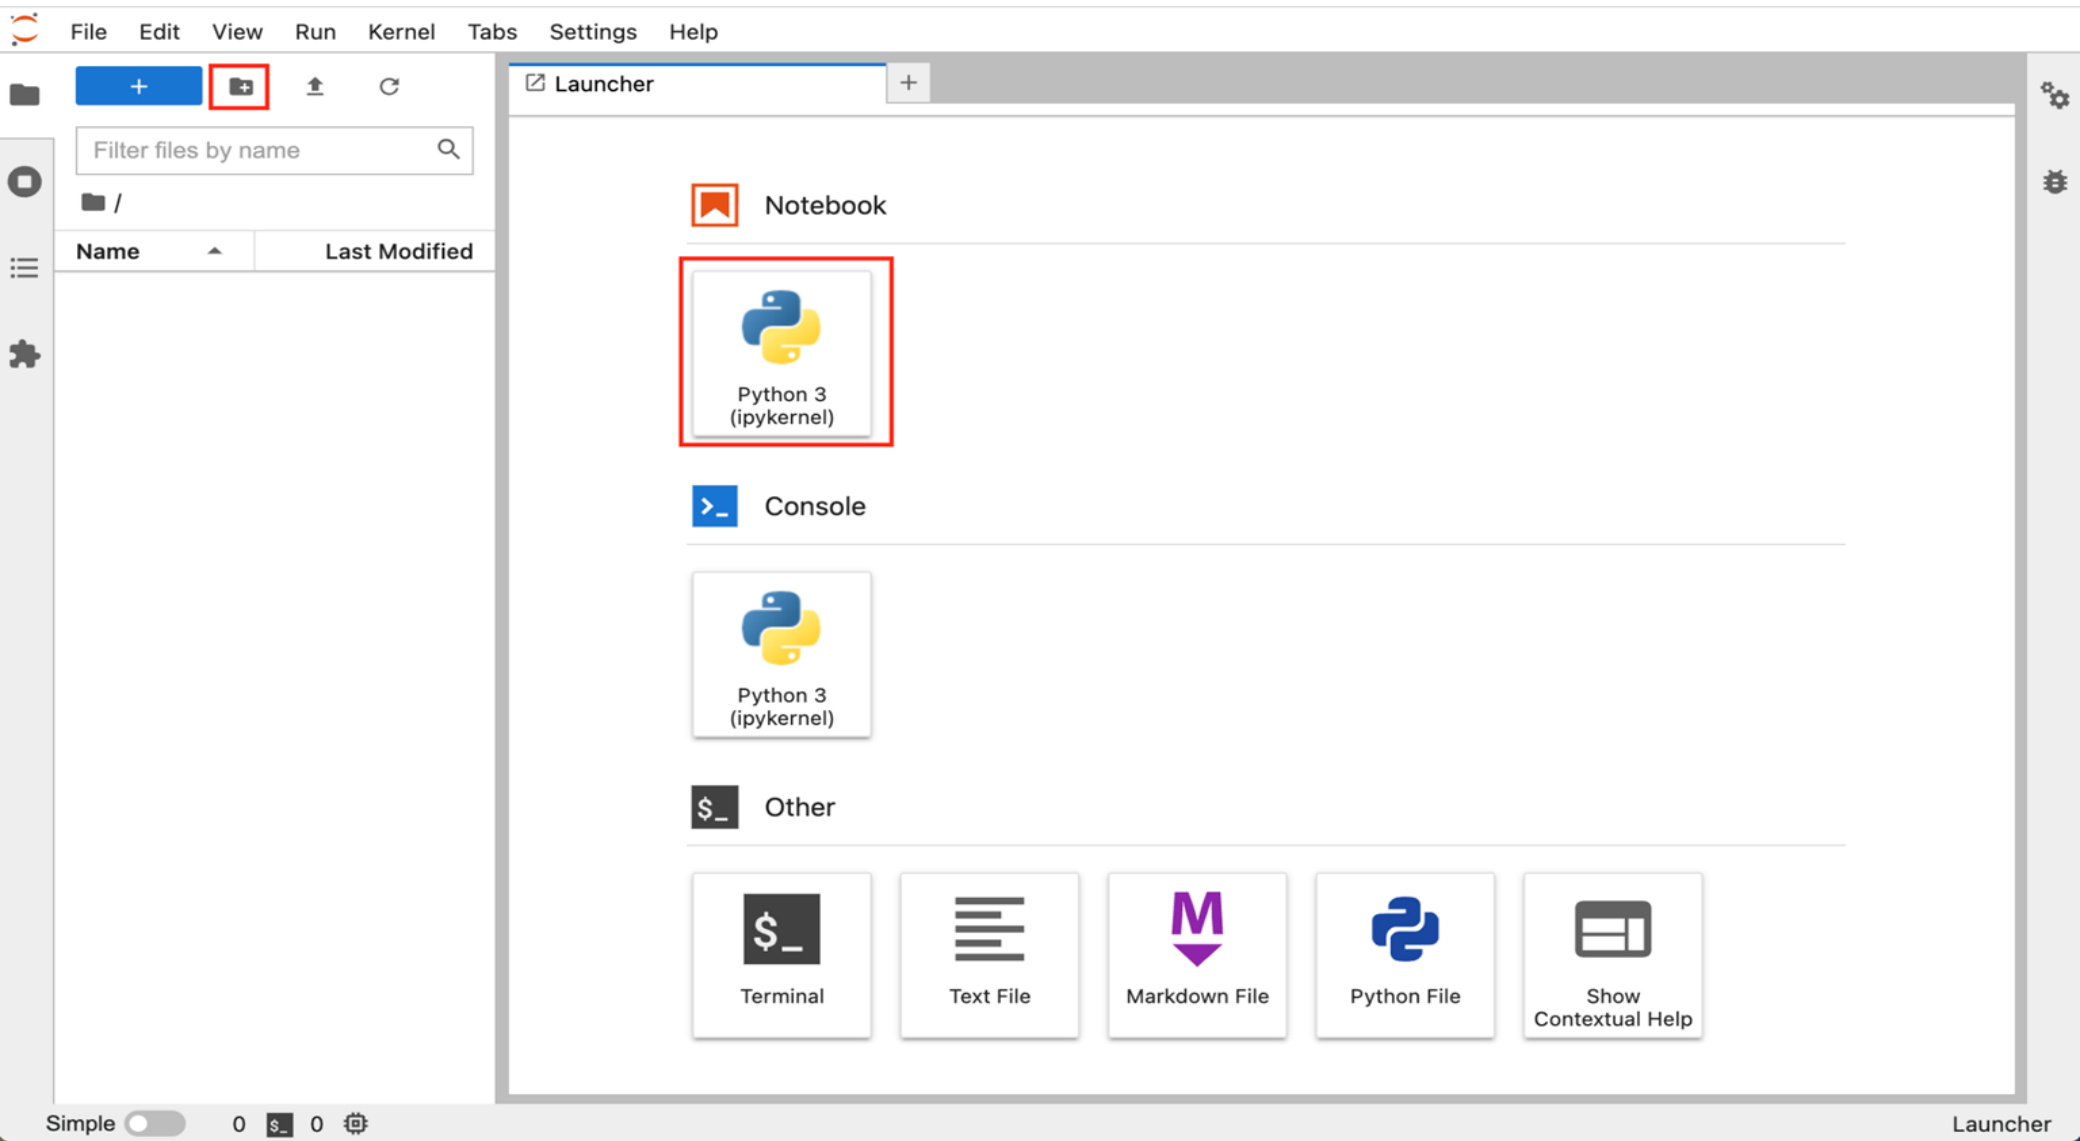 File Edit View Run Kernel Tabs Settings Help
Launcher
Filter files by name
/
Name Last Modified
Notebook
Python 3
(ipykernel)
Console
>_
Python 3
(ipykernel)
$_ Other
$_
Terminal
Text File
M
Markdown File
Python File
Show
Contextual Help
Simple 0 $_ 0 Launcher